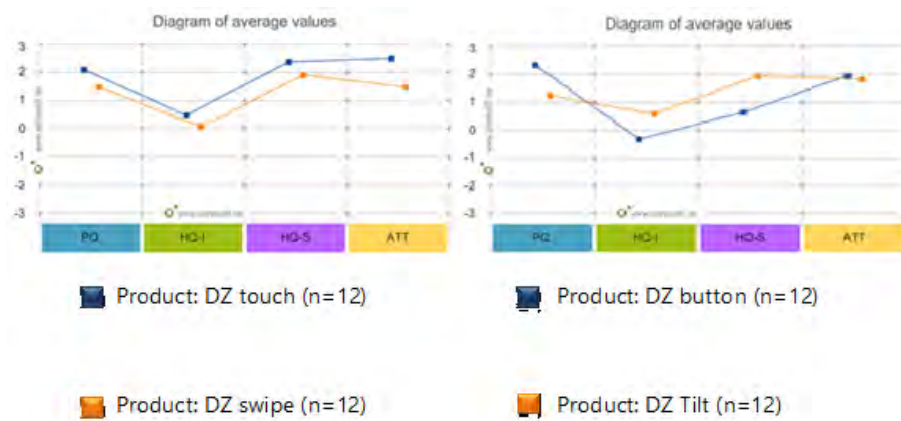 Diagram of average values
3
2
1
0
-1
-2
-3
PQ
HQ-I
HQ-S
ATT
Product: DZ touch (n=12)
Product: DZ swipe (n=12)
Diagram of average values
3
2
1
0
-1
-2
-3
PQ
HQ-I
HQ-S
ATT
Product: DZ button (n=12)
Product: DZ Tilt (n=12)